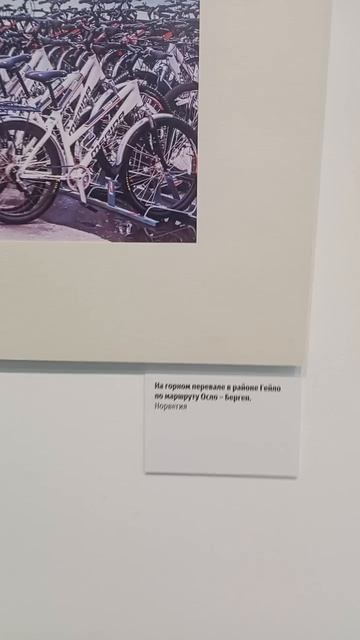 На горном перевале в районе Гейло
по маршруту Осло – Берген.
Норвегия